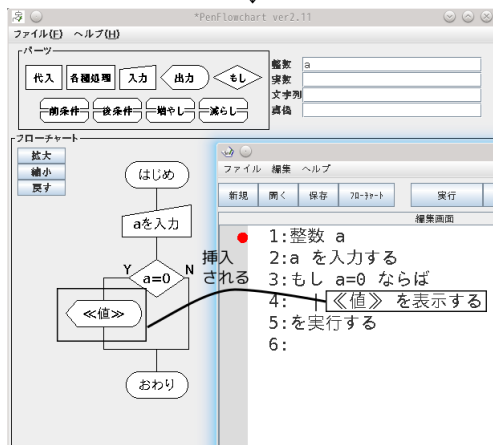 *PenFlowchart ver2.11
ファイル(F) ヘルプ(H)
パーツ
代入 各種処理 入力 出力 もし
前条件 後条件 増やし 減らし
整数 a
実数
文字列
真偽
フローチャート
拡大
縮小
戻す
はじめ
aを入力
Y a=0 N
≪値≫
おわり
挿入
される
ファイル 編集 ヘルプ
新規 開く 保存 フローチャート 実行
編集画面
1:整数 a
2:a を入力する
3:もし a=0 ならば
4: |≪値≫ を表示する
5:を実行する
6: